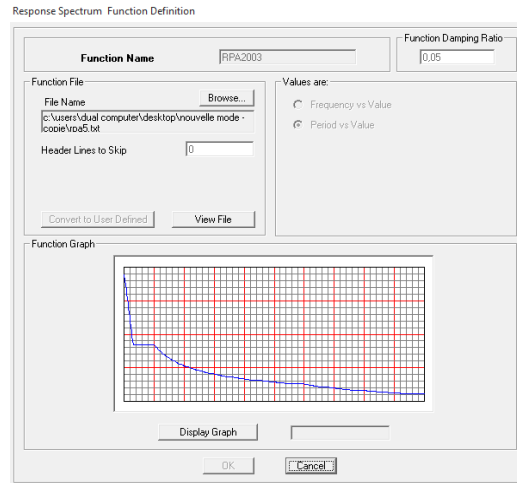 Response Spectrum Function Definition
Function Damping Ratio
Function Name
RPA2003
0,05
Function File
Values are:
File Name
Browse...
Frequency vs Value
c:\users\dual computer\desktop\nouvelle mode -
copie\rpa5.txt
Period vs Value
Header Lines to Skip
0
Convert to User Defined
View File
Function Graph
Display Graph
OK
Cancel